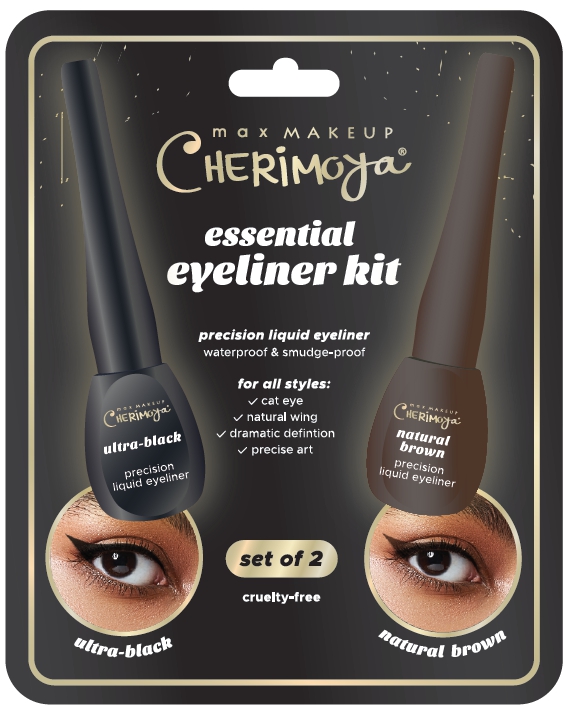 max MAKEUP
CHERiMOya®
essential
eyeliner kit
precision liquid eyeliner
waterproof & smudge-proof
for all styles:
✓ cat eye
✓ natural wing
✓ dramatic defintion
✓ precise art
max MAKEUP
CHERiMOya®
ultra-black
precision
liquid eyeliner
max MAKEUP
CHERiMOya®
natural
brown
precision
liquid eyeliner
set of 2
cruelty-free
ultra-black
natural brown